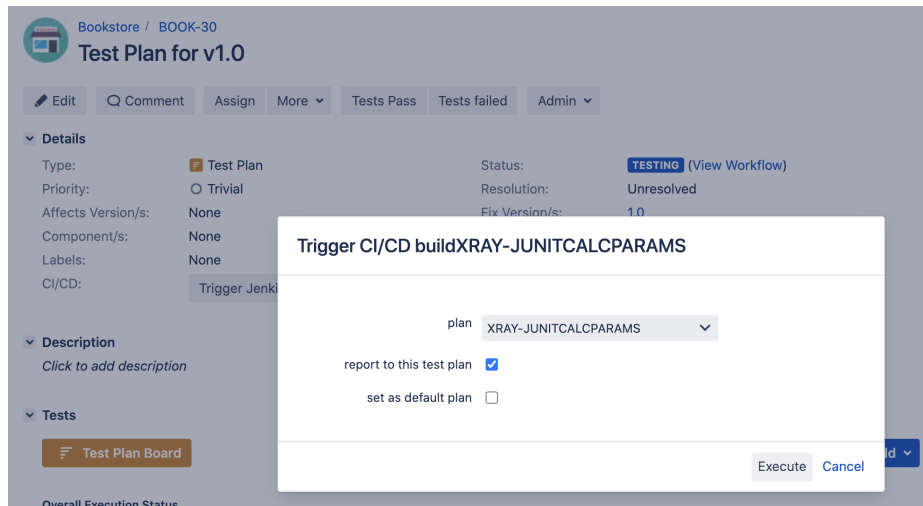 Bookstore / BOOK-30
Test Plan for v1.0
Edit Comment Assign More Tests Pass Tests failed Admin
Details
Type: Test Plan Status: TESTING (View Workflow)
Priority: Trivial Resolution: Unresolved
Affects Version/s: None Fix Version/s: 1.0
Component/s: None
Labels: None
CI/CD: Trigger Jenki
Trigger CI/CD buildXRAY-JUNITCALCPARAMS
plan XRAY-JUNITCALCPARAMS
report to this test plan
set as default plan
Execute Cancel
Description
Click to add description
Tests
Test Plan Board
ld
Overall Execution Status